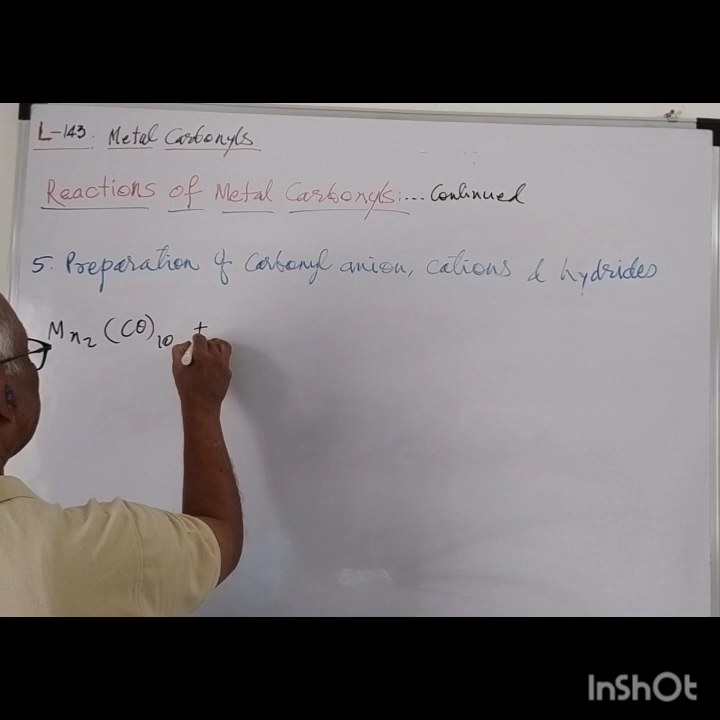 L-143. Metal Carbonyls
Reactions of Metal Carbonyls:... Continued
5. Preparation of Carbonyl anion, Cations & hydrides
Mn₂(CO)₁₀ +
InShOt